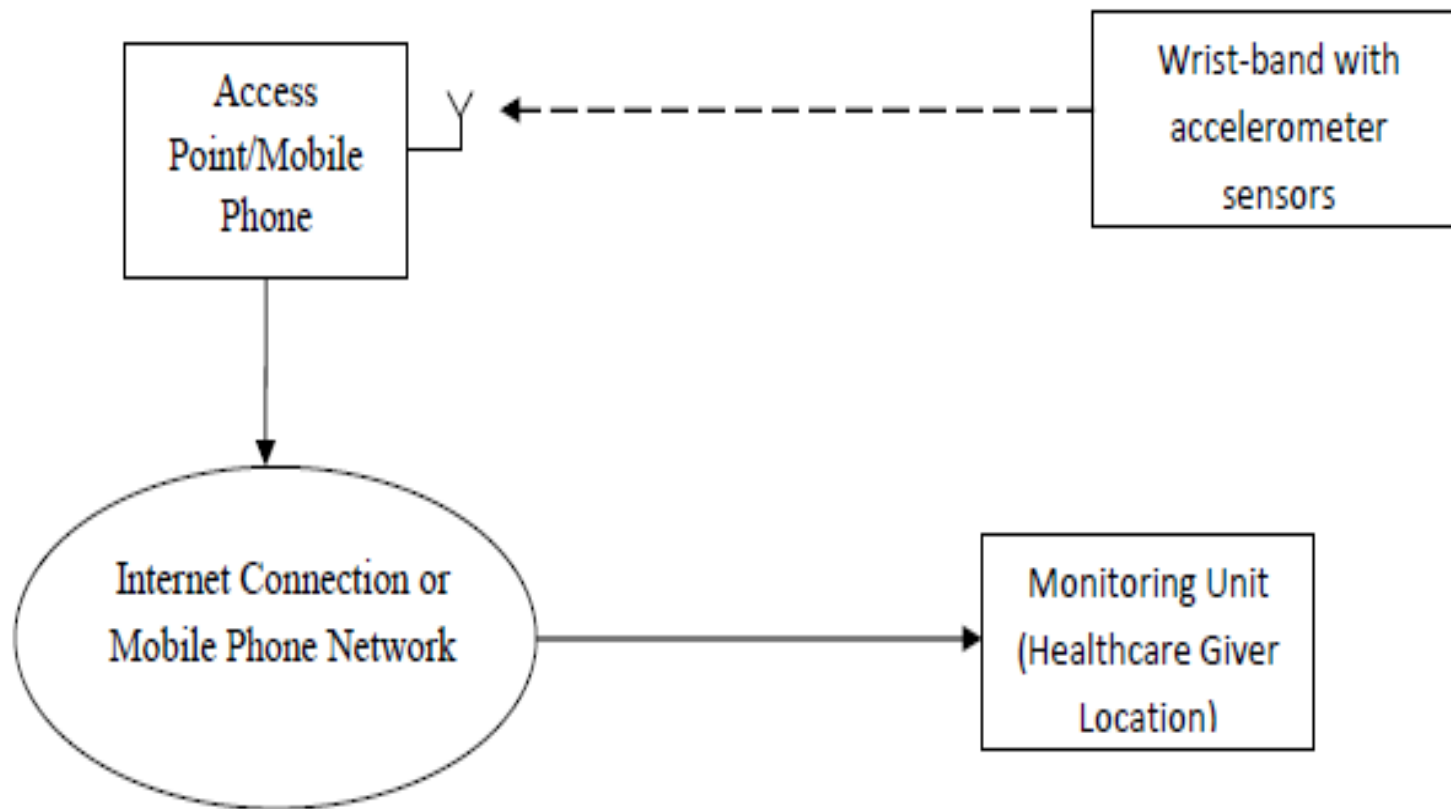 Access
Point/Mobile
Phone
Wrist-band with
accelerometer
sensors
Internet Connection or
Mobile Phone Network
Monitoring Unit
(Healthcare Giver
Location)